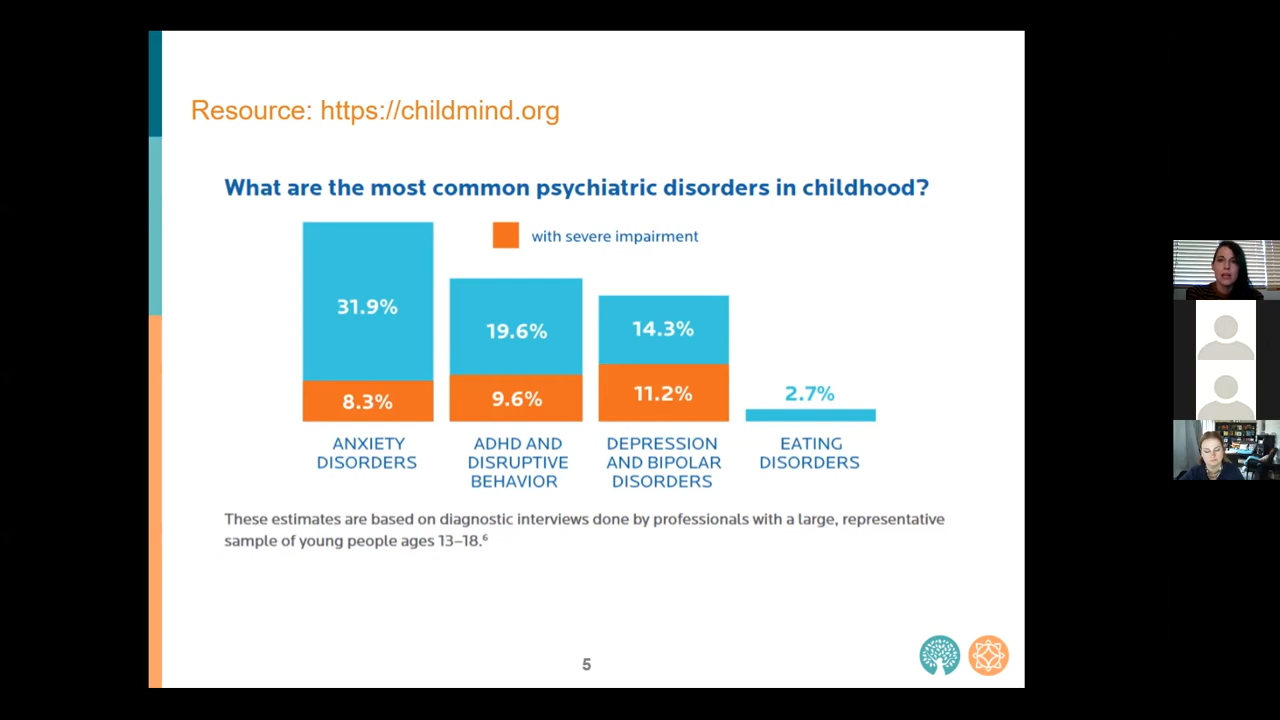 Resource: https://childmind.org
What are the most common psychiatric disorders in childhood?
with severe impairment
31.9%
19.6%
14.3%
8.3%
9.6%
11.2%
2.7%
ANXIETY
DISORDERS
ADHD AND
DISRUPTIVE
BEHAVIOR
DEPRESSION
AND BIPOLAR
DISORDERS
EATING
DISORDERS
These estimates are based on diagnostic interviews done by professionals with a large, representative
sample of young people ages 13–18.⁶
5